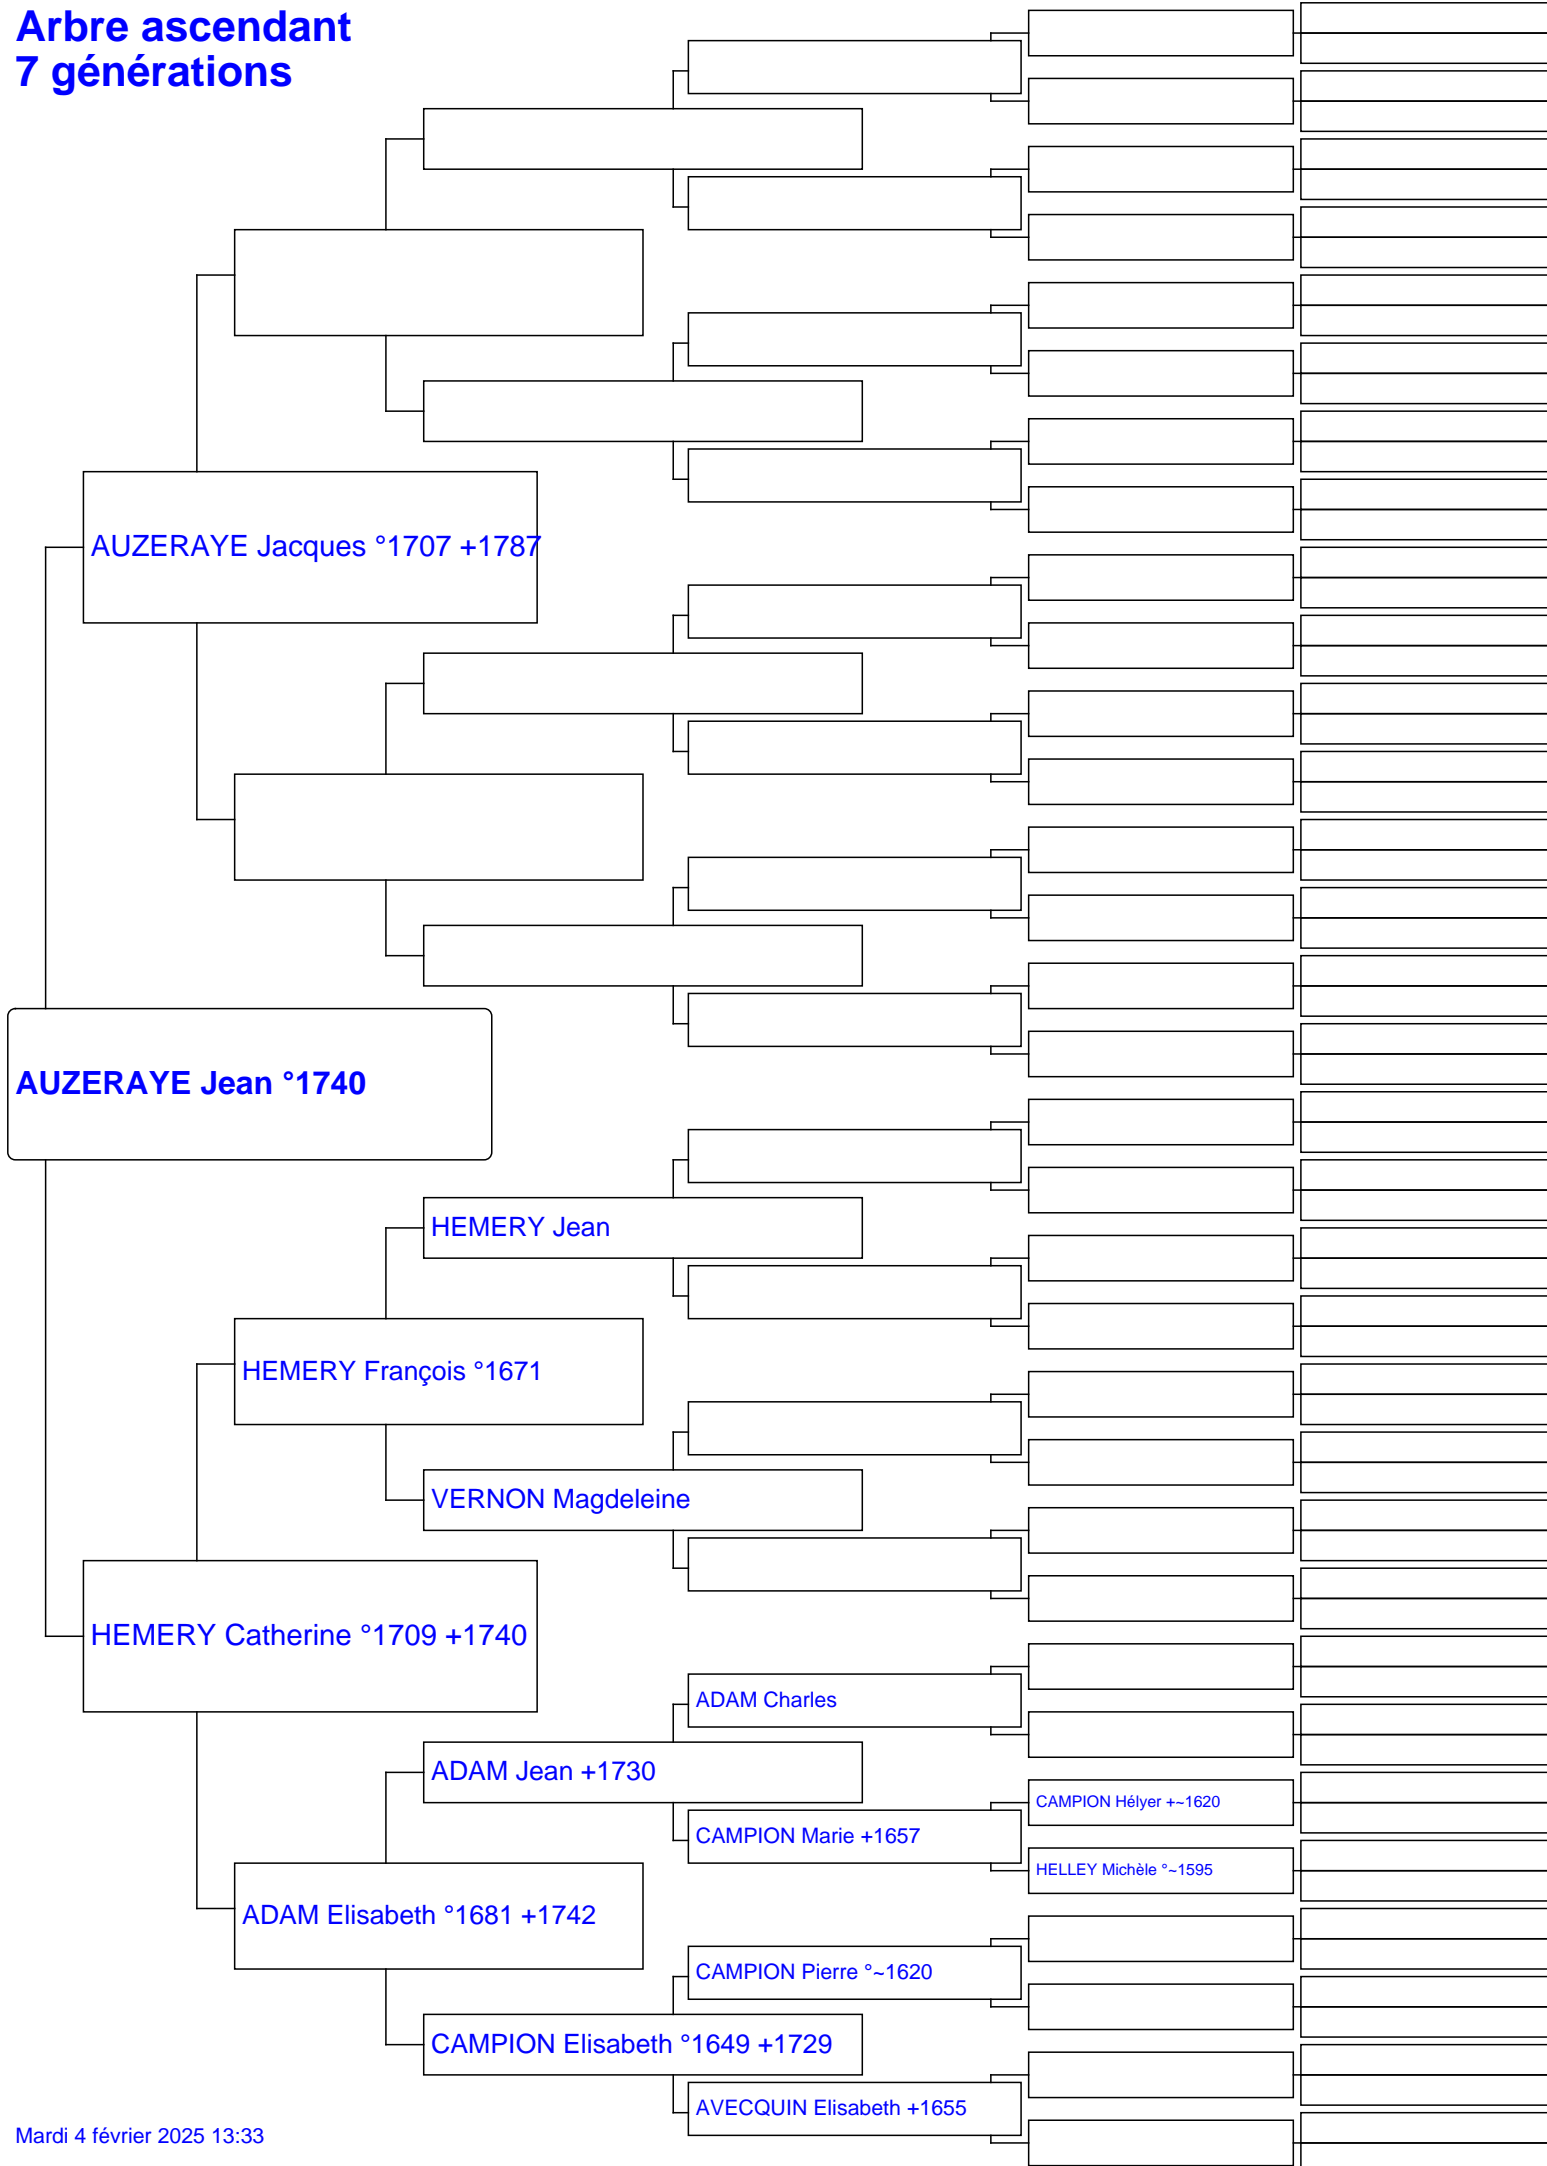 Arbre ascendant
7 générations
AUZERAYE Jacques °1707 +1787
AUZERAYE Jean °1740
HEMERY Jean
HEMERY François °1671
VERNON Magdeleine
HEMERY Catherine °1709 +1740
ADAM Charles
ADAM Jean +1730
CAMPION Hélyer +~1620
CAMPION Marie +1657
HELLEY Michèle °~1595
ADAM Elisabeth °1681 +1742
CAMPION Pierre °~1620
CAMPION Elisabeth °1649 +1729
AVECQUIN Elisabeth +1655
Mardi 4 février 2025 13:33